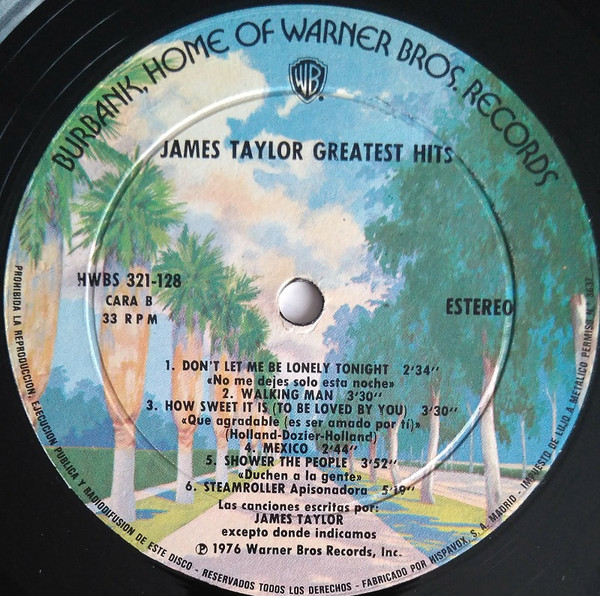 BURBANK, HOME OF WARNER BROS. RECORDS
WB
JAMES TAYLOR GREATEST HITS
HWBS 321-128
CARA B
33 RPM
ESTEREO
1. DON'T LET ME BE LONELY TONIGHT 2'34''
«No me dejes solo esta noche»
2. WALKING MAN 3'30''
3. HOW SWEET IT IS (TO BE LOVED BY YOU) 3'30''
«Que agradable (es ser amado por tí)»
(Holland-Dozier-Holland)
4. MEXICO 2'44''
5. SHOWER THE PEOPLE 3'52''
«Duchen a la gente»
6. STEAMROLLER Apisonadora 5'19''
Las canciones escritas por:
JAMES TAYLOR
excepto donde indicamos
Ⓟ 1976 Warner Bros Records, Inc.
PROHIBIDA LA REPRODUCCION, EJECUCION PUBLICA Y RADIODIFUSION DE ESTE DISCO - RESERVADOS TODOS LOS DERECHOS - FABRICADO POR HISPAVOX, S. A. MADRID - IMPUESTO DE LUJO A METALICO PERMISO N.º